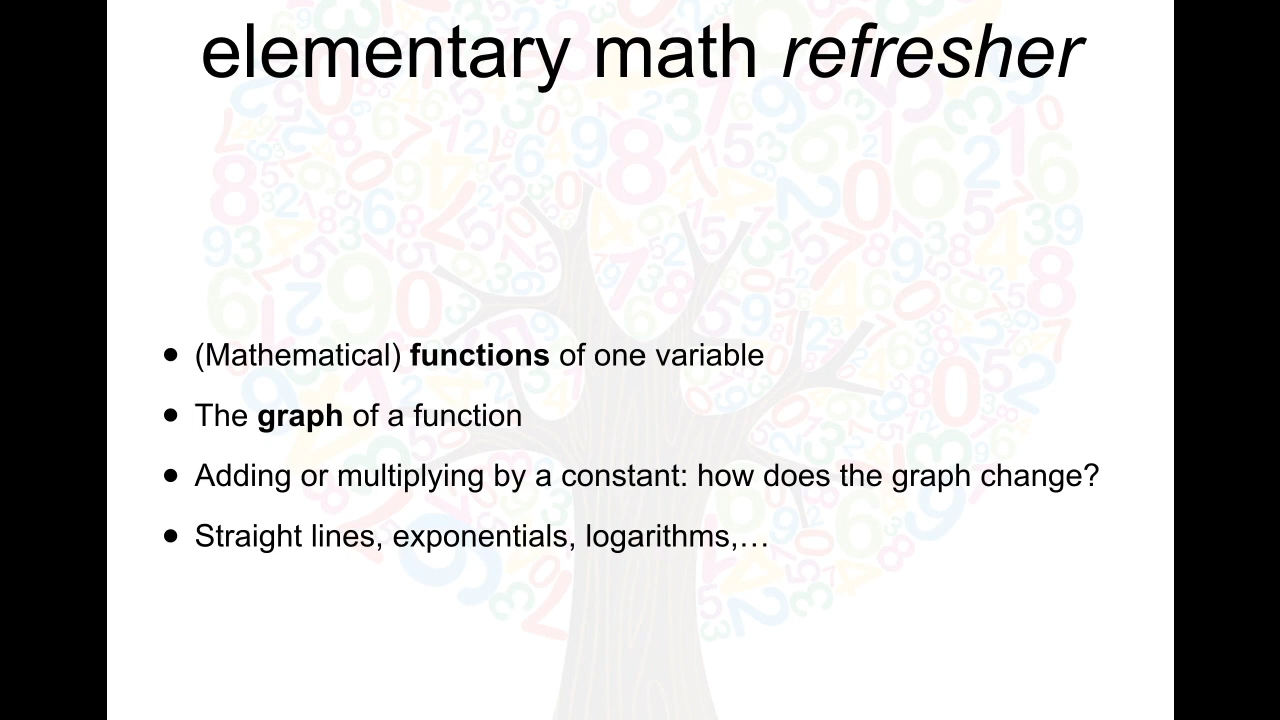 elementary math refresher
• (Mathematical) functions of one variable
• The graph of a function
• Adding or multiplying by a constant: how does the graph change?
• Straight lines, exponentials, logarithms,…